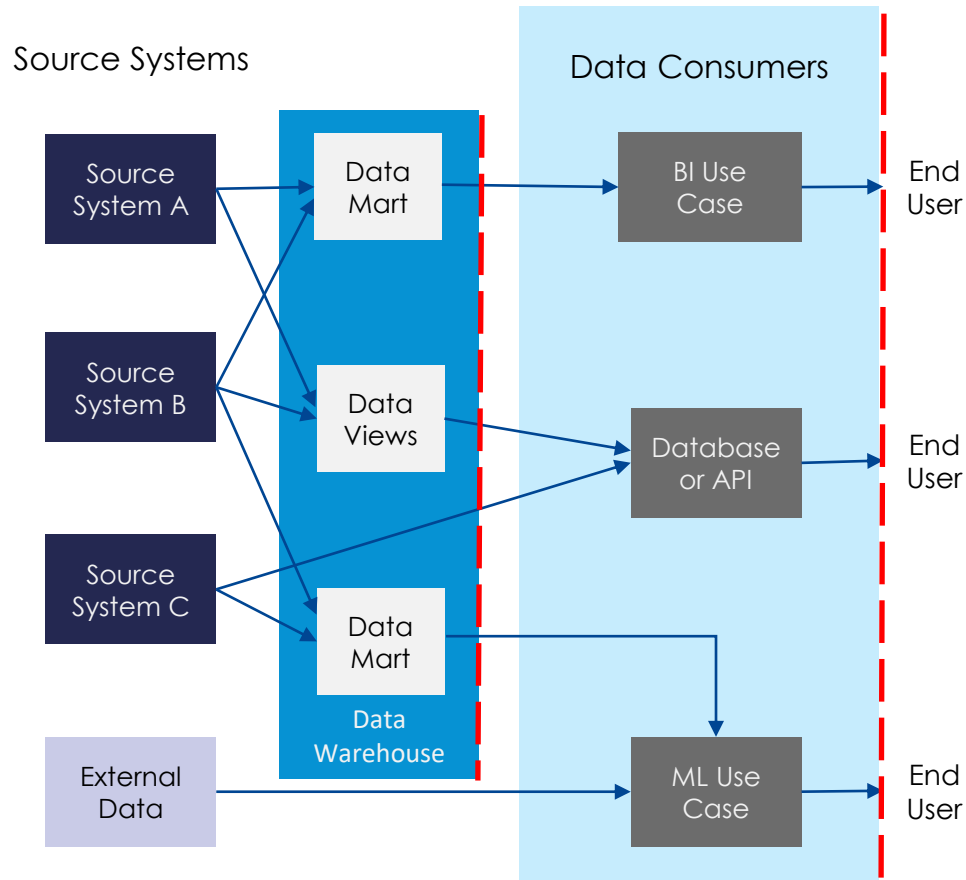 Source Systems
Data Consumers
Source
System A
Data
Mart
BI Use
Case
End
User
Source
System B
Data
Views
Database
or API
End
User
Source
System C
Data
Mart
Data
Warehouse
External
Data
ML Use
Case
End
User